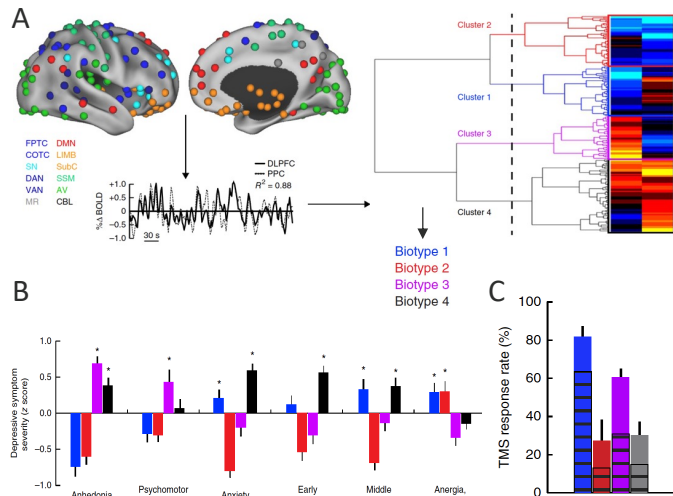 A
FPTC DMN
COTC LIMB
SN SubC
DAN SSM
VAN AV
MR CBL
%Δ BOLD
+1.0
+0.5
0
−0.5
−1.0
30 s
DLPFC
PPC
R² = 0.88
Cluster 2
Cluster 1
Cluster 3
Cluster 4
Biotype 1
Biotype 2
Biotype 3
Biotype 4
B
Depressive symptom
severity (z score)
1.0
0.5
0.0
−0.5
−1.0
* * * * * * * * * * *
Anhedonia
Psychomotor
Anxiety
Early
Middle
Anergia,
C
TMS response rate (%)
100
80
60
40
20
0